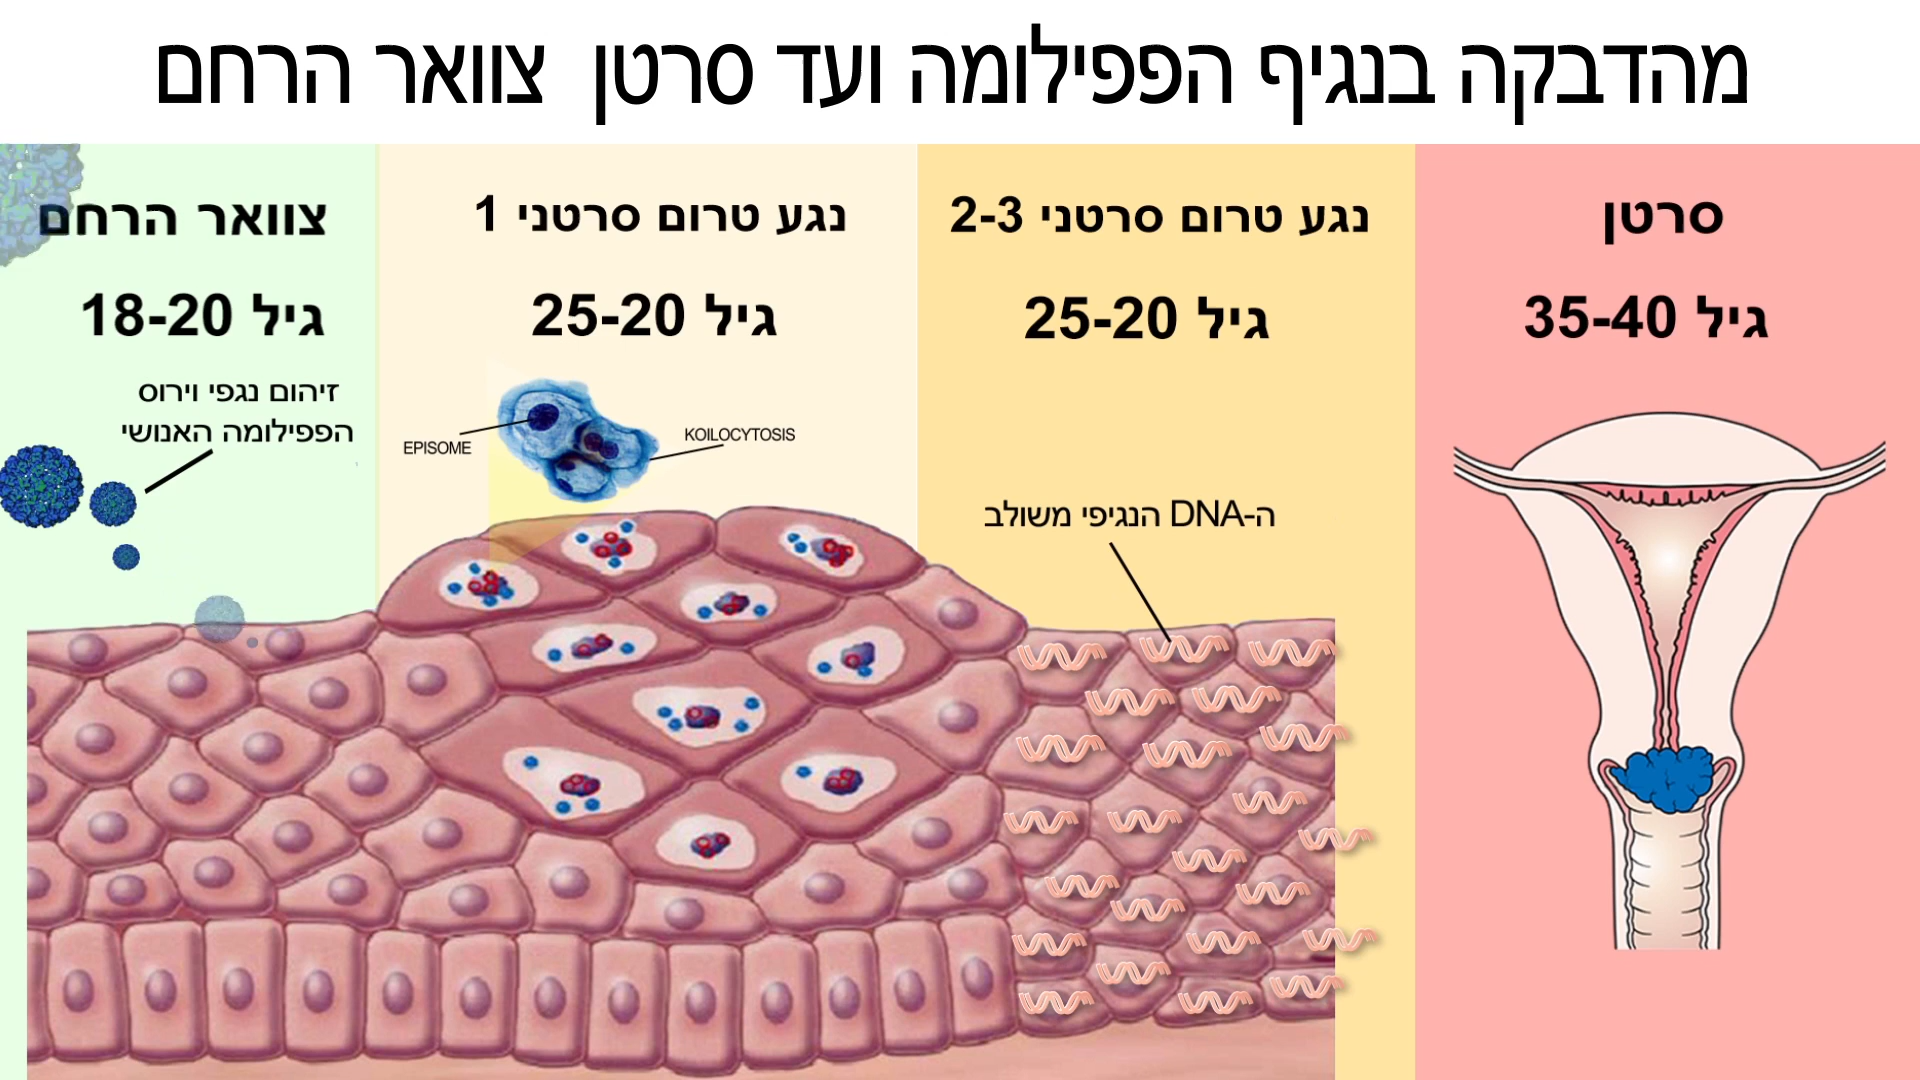 מהדבקה בנגיף הפפילומה ועד סרטן צוואר הרחם
צוואר הרחם
גיל 18-20
זיהום נגפי וירוס
הפפילומה האנושי
נגע טרום סרטני 1
גיל 25-20
EPISOME
KOILOCYTOSIS
נגע טרום סרטני 2-3
גיל 25-20
ה-DNA הנגיפי משולב
סרטן
גיל 35-40